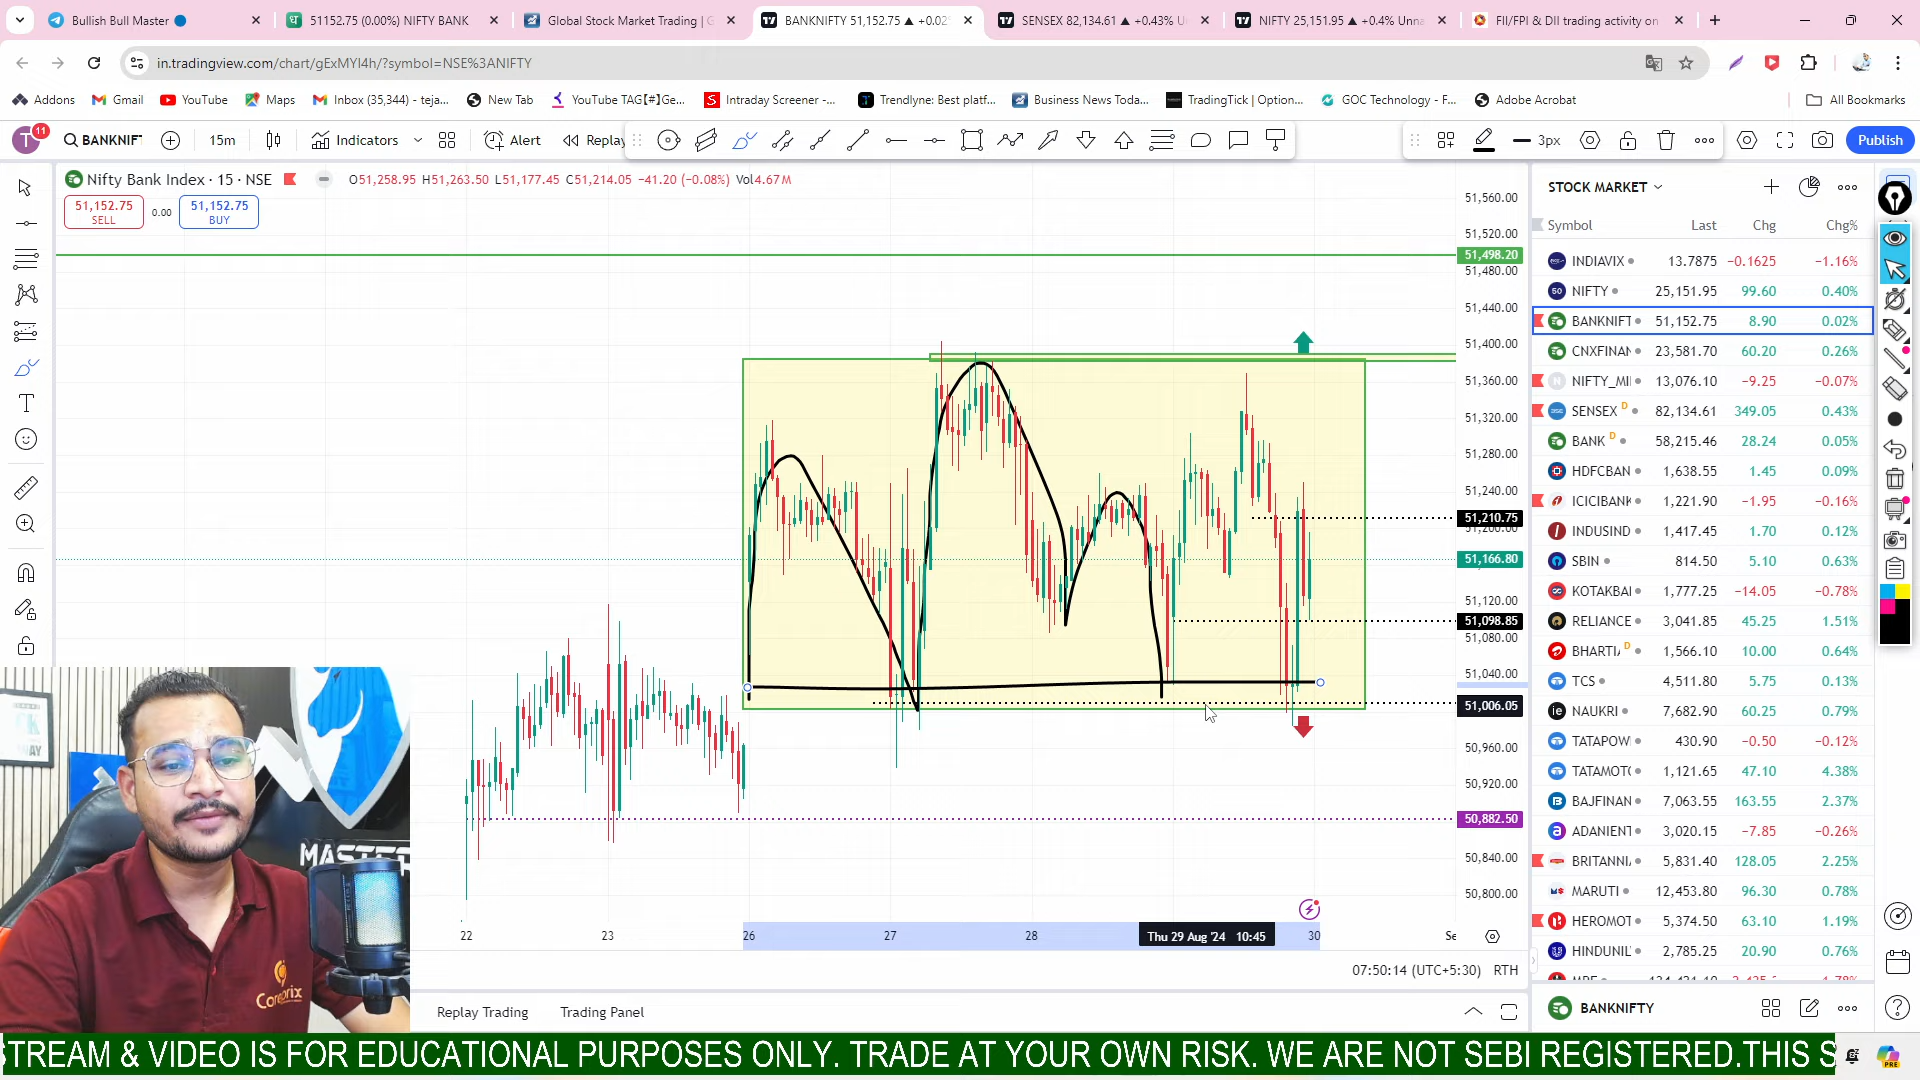 Bullish Bull Master
51152.75 (0.00%) NIFTY BANK
Global Stock Market Trading | G
BANKNIFTY 51,152.75 ▲ +0.02
SENSEX 82,134.61 ▲ +0.43% U
NIFTY 25,151.95 ▲ +0.4% Unna
FII/FPI & DII trading activity on
in.tradingview.com/chart/gExMYI4h/?symbol=NSE%3ANIFTY
Addons
Gmail
YouTube
Maps
Inbox (35,344) - teja...
New Tab
YouTube TAG【#】Ge...
Intraday Screener -...
Trendlyne: Best platf...
Business News Toda...
TradingTick | Option...
GOC Technology - F...
Adobe Acrobat
All Bookmarks
T 11
BANKNIF
15m
Indicators
Alert
Replay
3px
Publish
Nifty Bank Index · 15 · NSE
O51,258.95 H51,263.50 L51,177.45 C51,214.05 −41.20 (−0.08%) Vol4.67M
51,152.75
SELL
0.00
51,152.75
BUY
51,560.00
51,520.00
51,498.20
51,480.00
51,440.00
51,400.00
51,360.00
51,320.00
51,280.00
51,240.00
51,210.75
51,200.00
51,166.80
51,120.00
51,098.85
51,080.00
51,040.00
51,006.05
50,960.00
50,920.00
50,882.50
50,840.00
50,800.00
22
23
26
27
28
Thu 29 Aug '24 10:45
30
Se
07:50:14 (UTC+5:30) RTH
Replay Trading
Trading Panel
STOCK MARKET
Symbol Last Chg Chg%
INDIAVIX 13.7875 −0.1625 −1.16%
NIFTY 25,151.95 99.60 0.40%
BANKNIFT 51,152.75 8.90 0.02%
CNXFINAN 23,581.70 60.20 0.26%
NIFTY_MI 13,076.10 −9.25 −0.07%
SENSEX D 82,134.61 349.05 0.43%
BANK D 58,215.46 28.24 0.05%
HDFCBAN 1,638.55 1.45 0.09%
ICICIBANK 1,221.90 −1.95 −0.16%
INDUSIND 1,417.45 1.70 0.12%
SBIN 814.50 5.10 0.63%
KOTAKBAI 1,777.25 −14.05 −0.78%
RELIANCE 3,041.85 45.25 1.51%
BHARTI D 1,566.10 10.00 0.64%
TCS 4,511.80 5.75 0.13%
NAUKRI 7,682.90 60.25 0.79%
TATAPOW 430.90 −0.50 −0.12%
TATAMOT 1,121.65 47.10 4.38%
BAJFINAN 7,063.55 163.55 2.37%
ADANIENT 3,020.15 −7.85 −0.26%
BRITANNI 5,831.40 128.05 2.25%
MARUTI 12,453.80 96.30 0.78%
HEROMOT 5,374.50 63.10 1.19%
HINDUNIL 2,785.25 20.90 0.76%
BANKNIFTY
MASTER
STREAM & VIDEO IS FOR EDUCATIONAL PURPOSES ONLY. TRADE AT YOUR OWN RISK. WE ARE NOT SEBI REGISTERED.THIS S
PRE